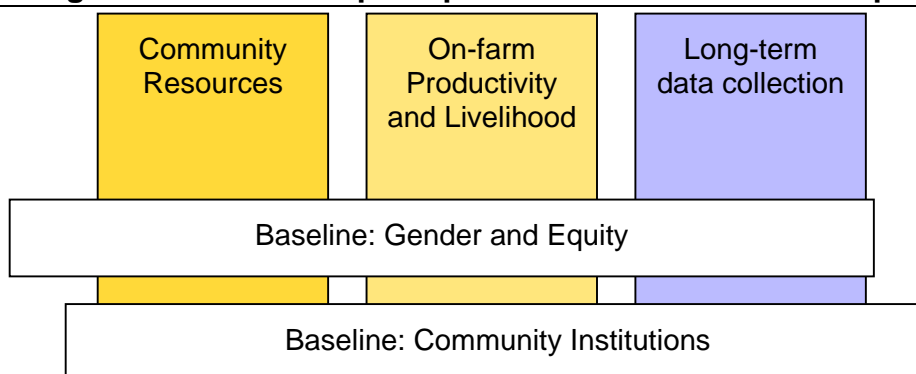 Community
Resources
On-farm
Productivity
and Livelihood
Long-term
data collection
Baseline: Gender and Equity
Baseline: Community Institutions